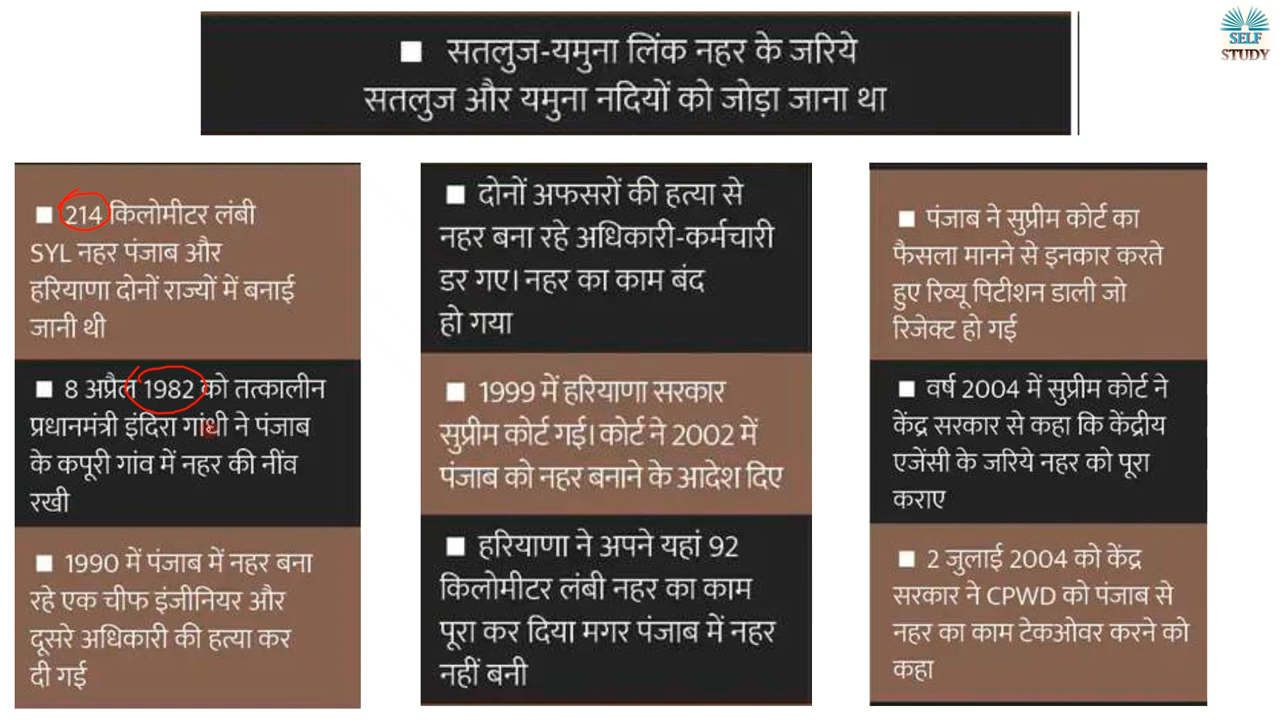 ■ सतलुज-यमुना लिंक नहर के जरिये
सतलुज और यमुना नदियों को जोड़ा जाना था
SELF
STUDY
■ 214 किलोमीटर लंबी
SYL नहर पंजाब और
हरियाणा दोनों राज्यों में बनाई
जानी थी
■ 8 अप्रैल 1982 को तत्कालीन
प्रधानमंत्री इंदिरा गांधी ने पंजाब
के कपूरी गांव में नहर की नींव
रखी
■ 1990 में पंजाब में नहर बना
रहे एक चीफ इंजीनियर और
दूसरे अधिकारी की हत्या कर
दी गई
■ दोनों अफसरों की हत्या से
नहर बना रहे अधिकारी-कर्मचारी
डर गए। नहर का काम बंद
हो गया
■ 1999 में हरियाणा सरकार
सुप्रीम कोर्ट गई। कोर्ट ने 2002 में
पंजाब को नहर बनाने के आदेश दिए
■ हरियाणा ने अपने यहां 92
किलोमीटर लंबी नहर का काम
पूरा कर दिया मगर पंजाब में नहर
नहीं बनी
■ पंजाब ने सुप्रीम कोर्ट का
फैसला मानने से इनकार करते
हुए रिव्यू पिटीशन डाली जो
रिजेक्ट हो गई
■ वर्ष 2004 में सुप्रीम कोर्ट ने
केंद्र सरकार से कहा कि केंद्रीय
एजेंसी के जरिये नहर को पूरा
कराए
■ 2 जुलाई 2004 को केंद्र
सरकार ने CPWD को पंजाब से
नहर का काम टेकओवर करने को
कहा